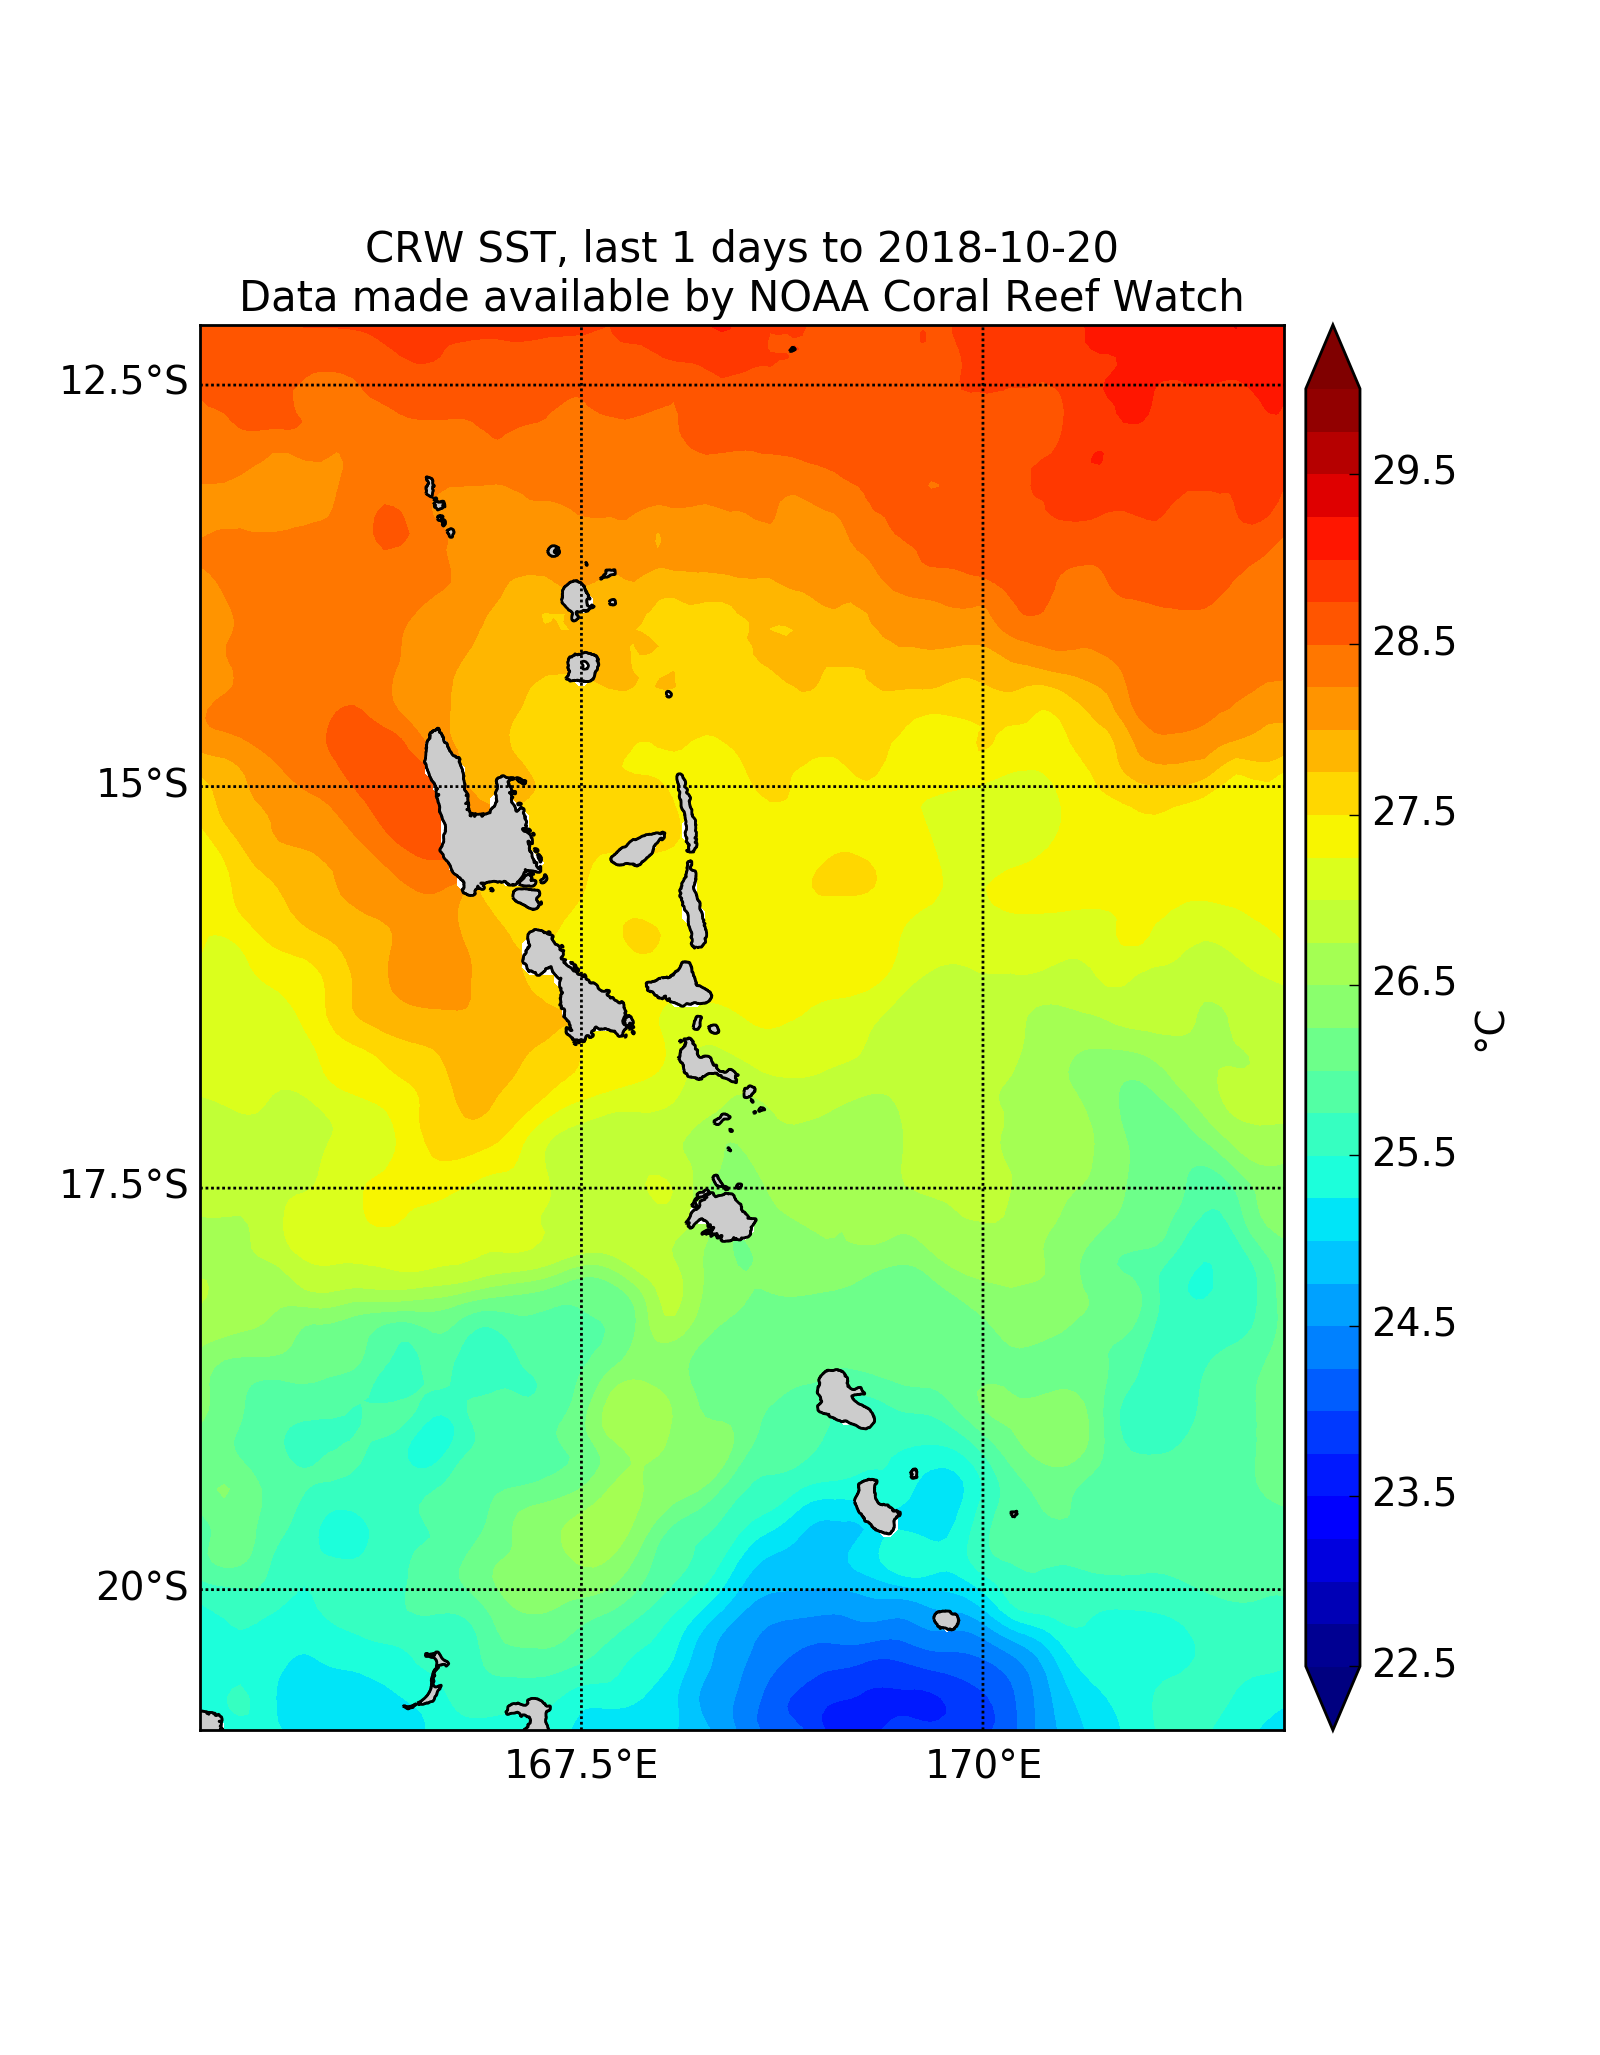 CRW SST, last 1 days to 2018-10-20
Data made available by NOAA Coral Reef Watch
12.5°S
15°S
17.5°S
20°S
167.5°E
170°E
29.5
28.5
27.5
26.5
25.5
24.5
23.5
22.5
°C